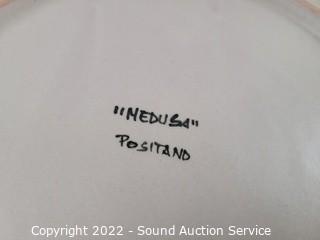 "MEDUSA"
POSITANO
Copyright 2022 - Sound Auction Service